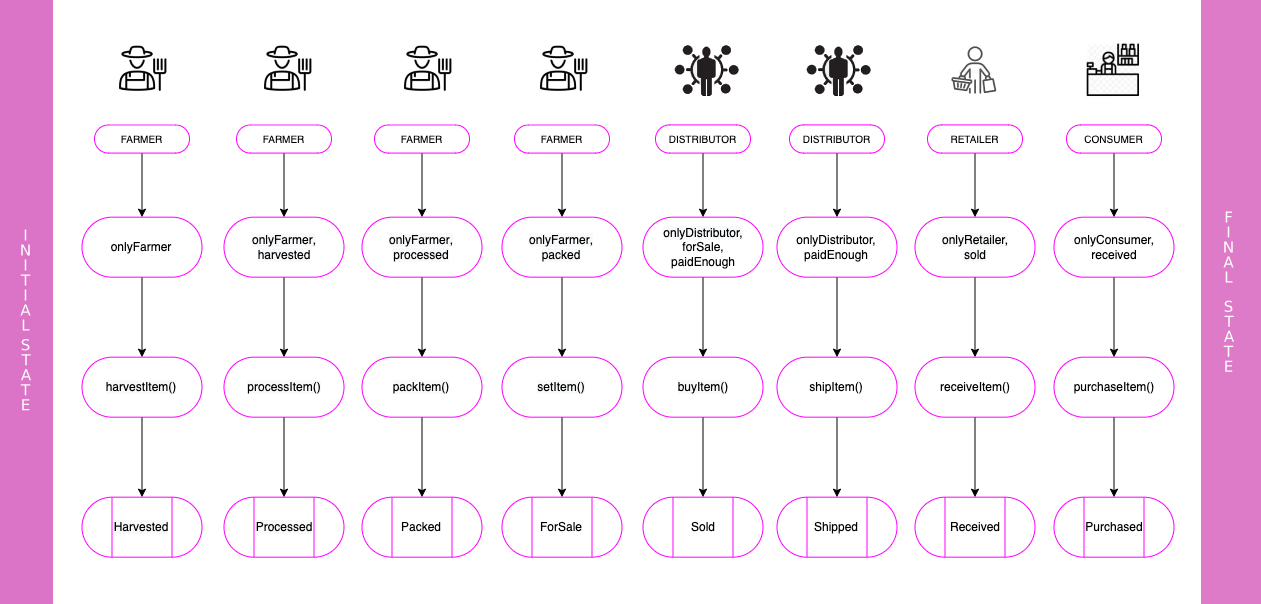 INITIAL STATE
FARMER
FARMER
FARMER
FARMER
DISTRIBUTOR
DISTRIBUTOR
RETAILER
CONSUMER
onlyFarmer
onlyFarmer,
harvested
onlyFarmer,
processed
onlyFarmer,
packed
onlyDistributor,
forSale,
paidEnough
onlyDistributor,
paidEnough
onlyRetailer,
sold
onlyConsumer,
received
harvestItem()
processItem()
packItem()
setItem()
buyItem()
shipItem()
receiveItem()
purchaseItem()
Harvested
Processed
Packed
ForSale
Sold
Shipped
Received
Purchased
FINAL STATE